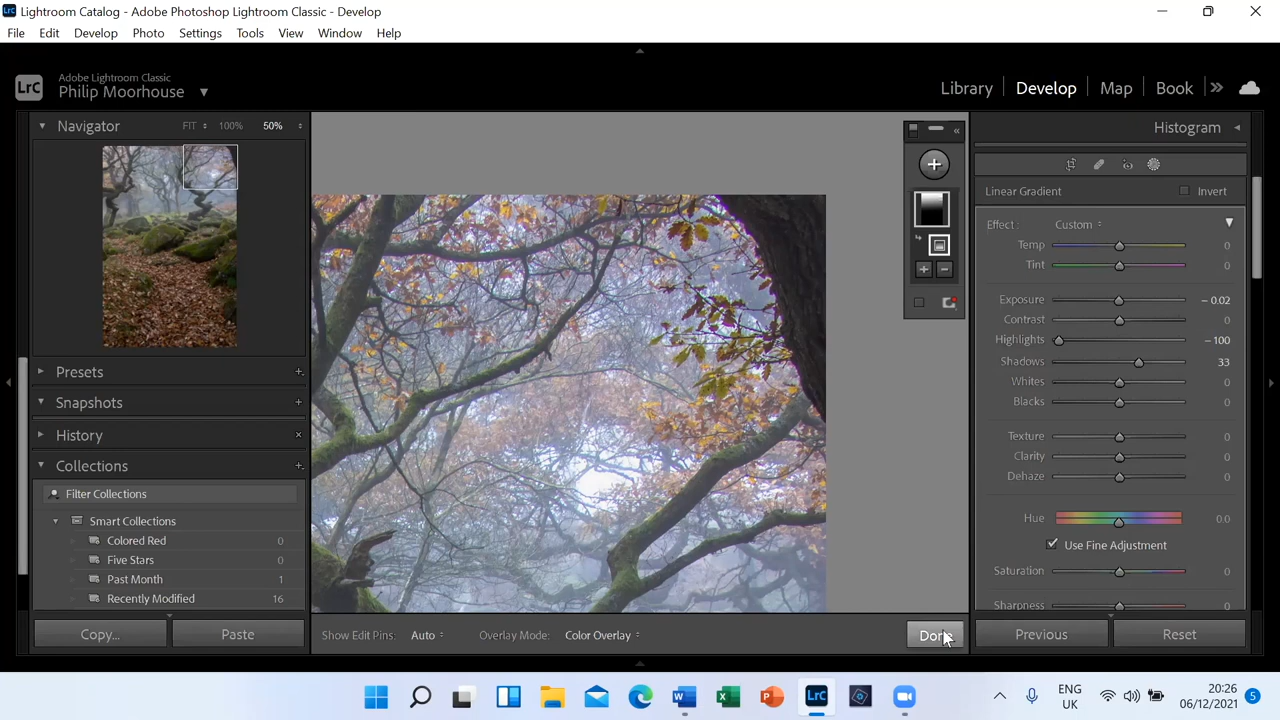 Lightroom Catalog - Adobe Photoshop Lightroom Classic - Develop
File Edit Develop Photo Settings Tools View Window Help
LrC
Adobe Lightroom Classic
Philip Moorhouse
Library Develop Map Book
Navigator FIT 100% 50%
Presets
Snapshots
History
Collections
Filter Collections
Smart Collections
Colored Red 0
Five Stars 0
Past Month 1
Recently Modified 16
Copy... Paste
Show Edit Pins: Auto Overlay Mode: Color Overlay
Histogram
Linear Gradient Invert
Effect: Custom
Temp 0
Tint 0
Exposure – 0.02
Contrast 0
Highlights – 100
Shadows 33
Whites 0
Blacks 0
Texture 0
Clarity 0
Dehaze 0
Hue 0.0
Use Fine Adjustment
Saturation 0
Sharpness 0
Previous Reset
LrC
ENG
UK
20:26
06/12/2021
5